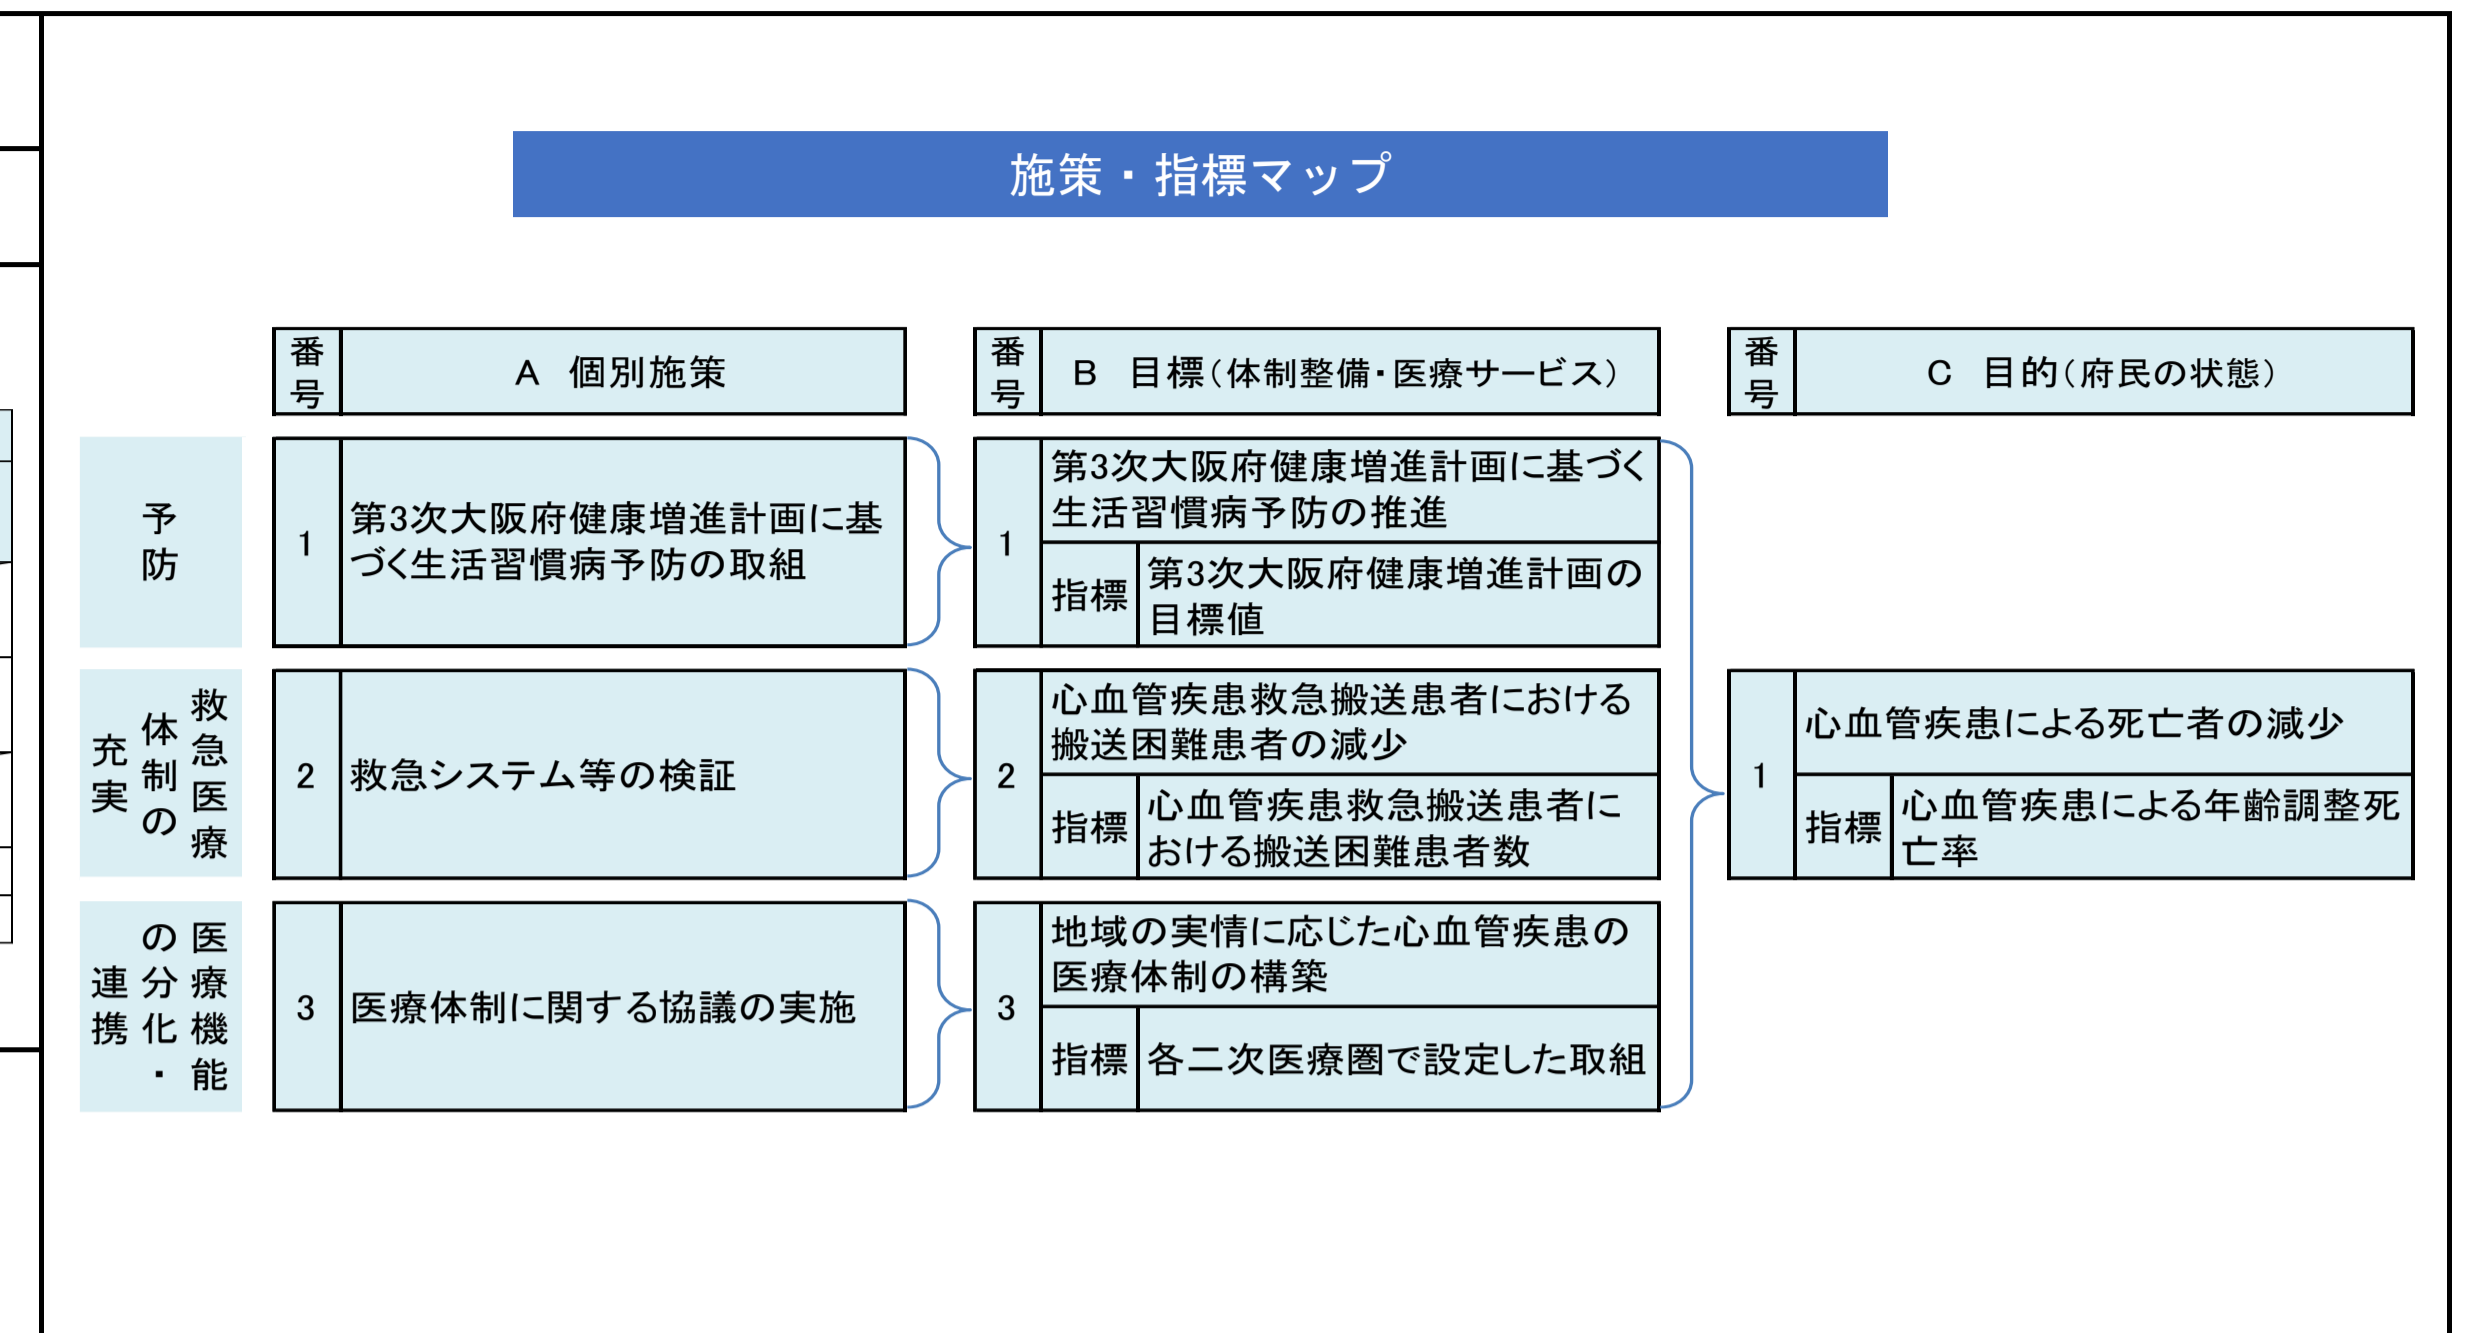 施策・指標マップ
番号
A 個別施策
番号
B 目標(体制整備・医療サービス)
番号
C 目的(府民の状態)
予防
1
第3次大阪府健康増進計画に基
づく生活習慣病予防の取組
1
第3次大阪府健康増進計画に基づく
生活習慣病予防の推進
指標
第3次大阪府健康増進計画の
目標値
救急医療
体制の
充実
2
救急システム等の検証
2
心血管疾患救急搬送患者における
搬送困難患者の減少
指標
心血管疾患救急搬送患者に
おける搬送困難患者数
1
心血管疾患による死亡者の減少
指標
心血管疾患による年齢調整死
亡率
医療機能
の分化・
連携
3
医療体制に関する協議の実施
3
地域の実情に応じた心血管疾患の
医療体制の構築
指標
各二次医療圏で設定した取組